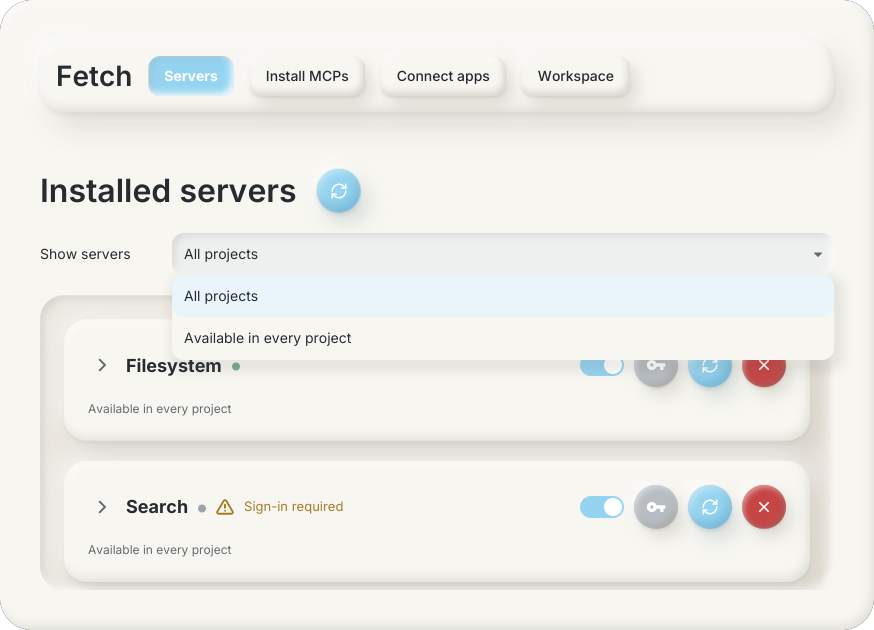 Fetch Servers Install MCPs Connect apps Workspace
Installed servers
Show servers All projects
All projects
Available in every project
Filesystem
Available in every project
Search Sign-in required
Available in every project